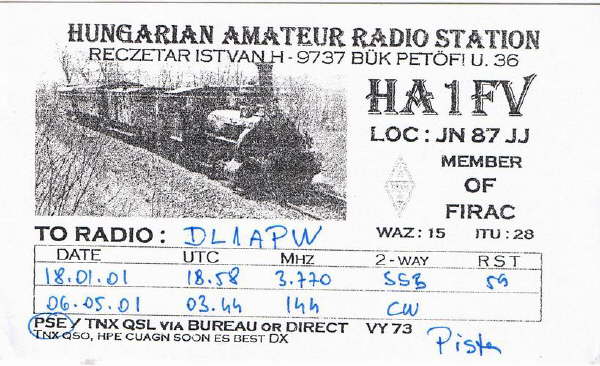 HUNGARIAN AMATEUR RADIO STATION
RECZETAR ISTVAN H - 9737 BÜK PETÖFI U. 36
HA1FV
LOC : JN 87 JJ
MEMBER
OF
FIRAC
TO RADIO : DL1APW WAZ : 15 ITU : 28
DATE UTC MHZ 2-WAY RST
18.01.01 18.58 3.770 SSB 59
06.05.01 03.44 144 CW
PSE / TNX QSL VIA BUREAU OR DIRECT VY 73
TNX QSO, HPE CUAGN SOON ES BEST DX
Pista